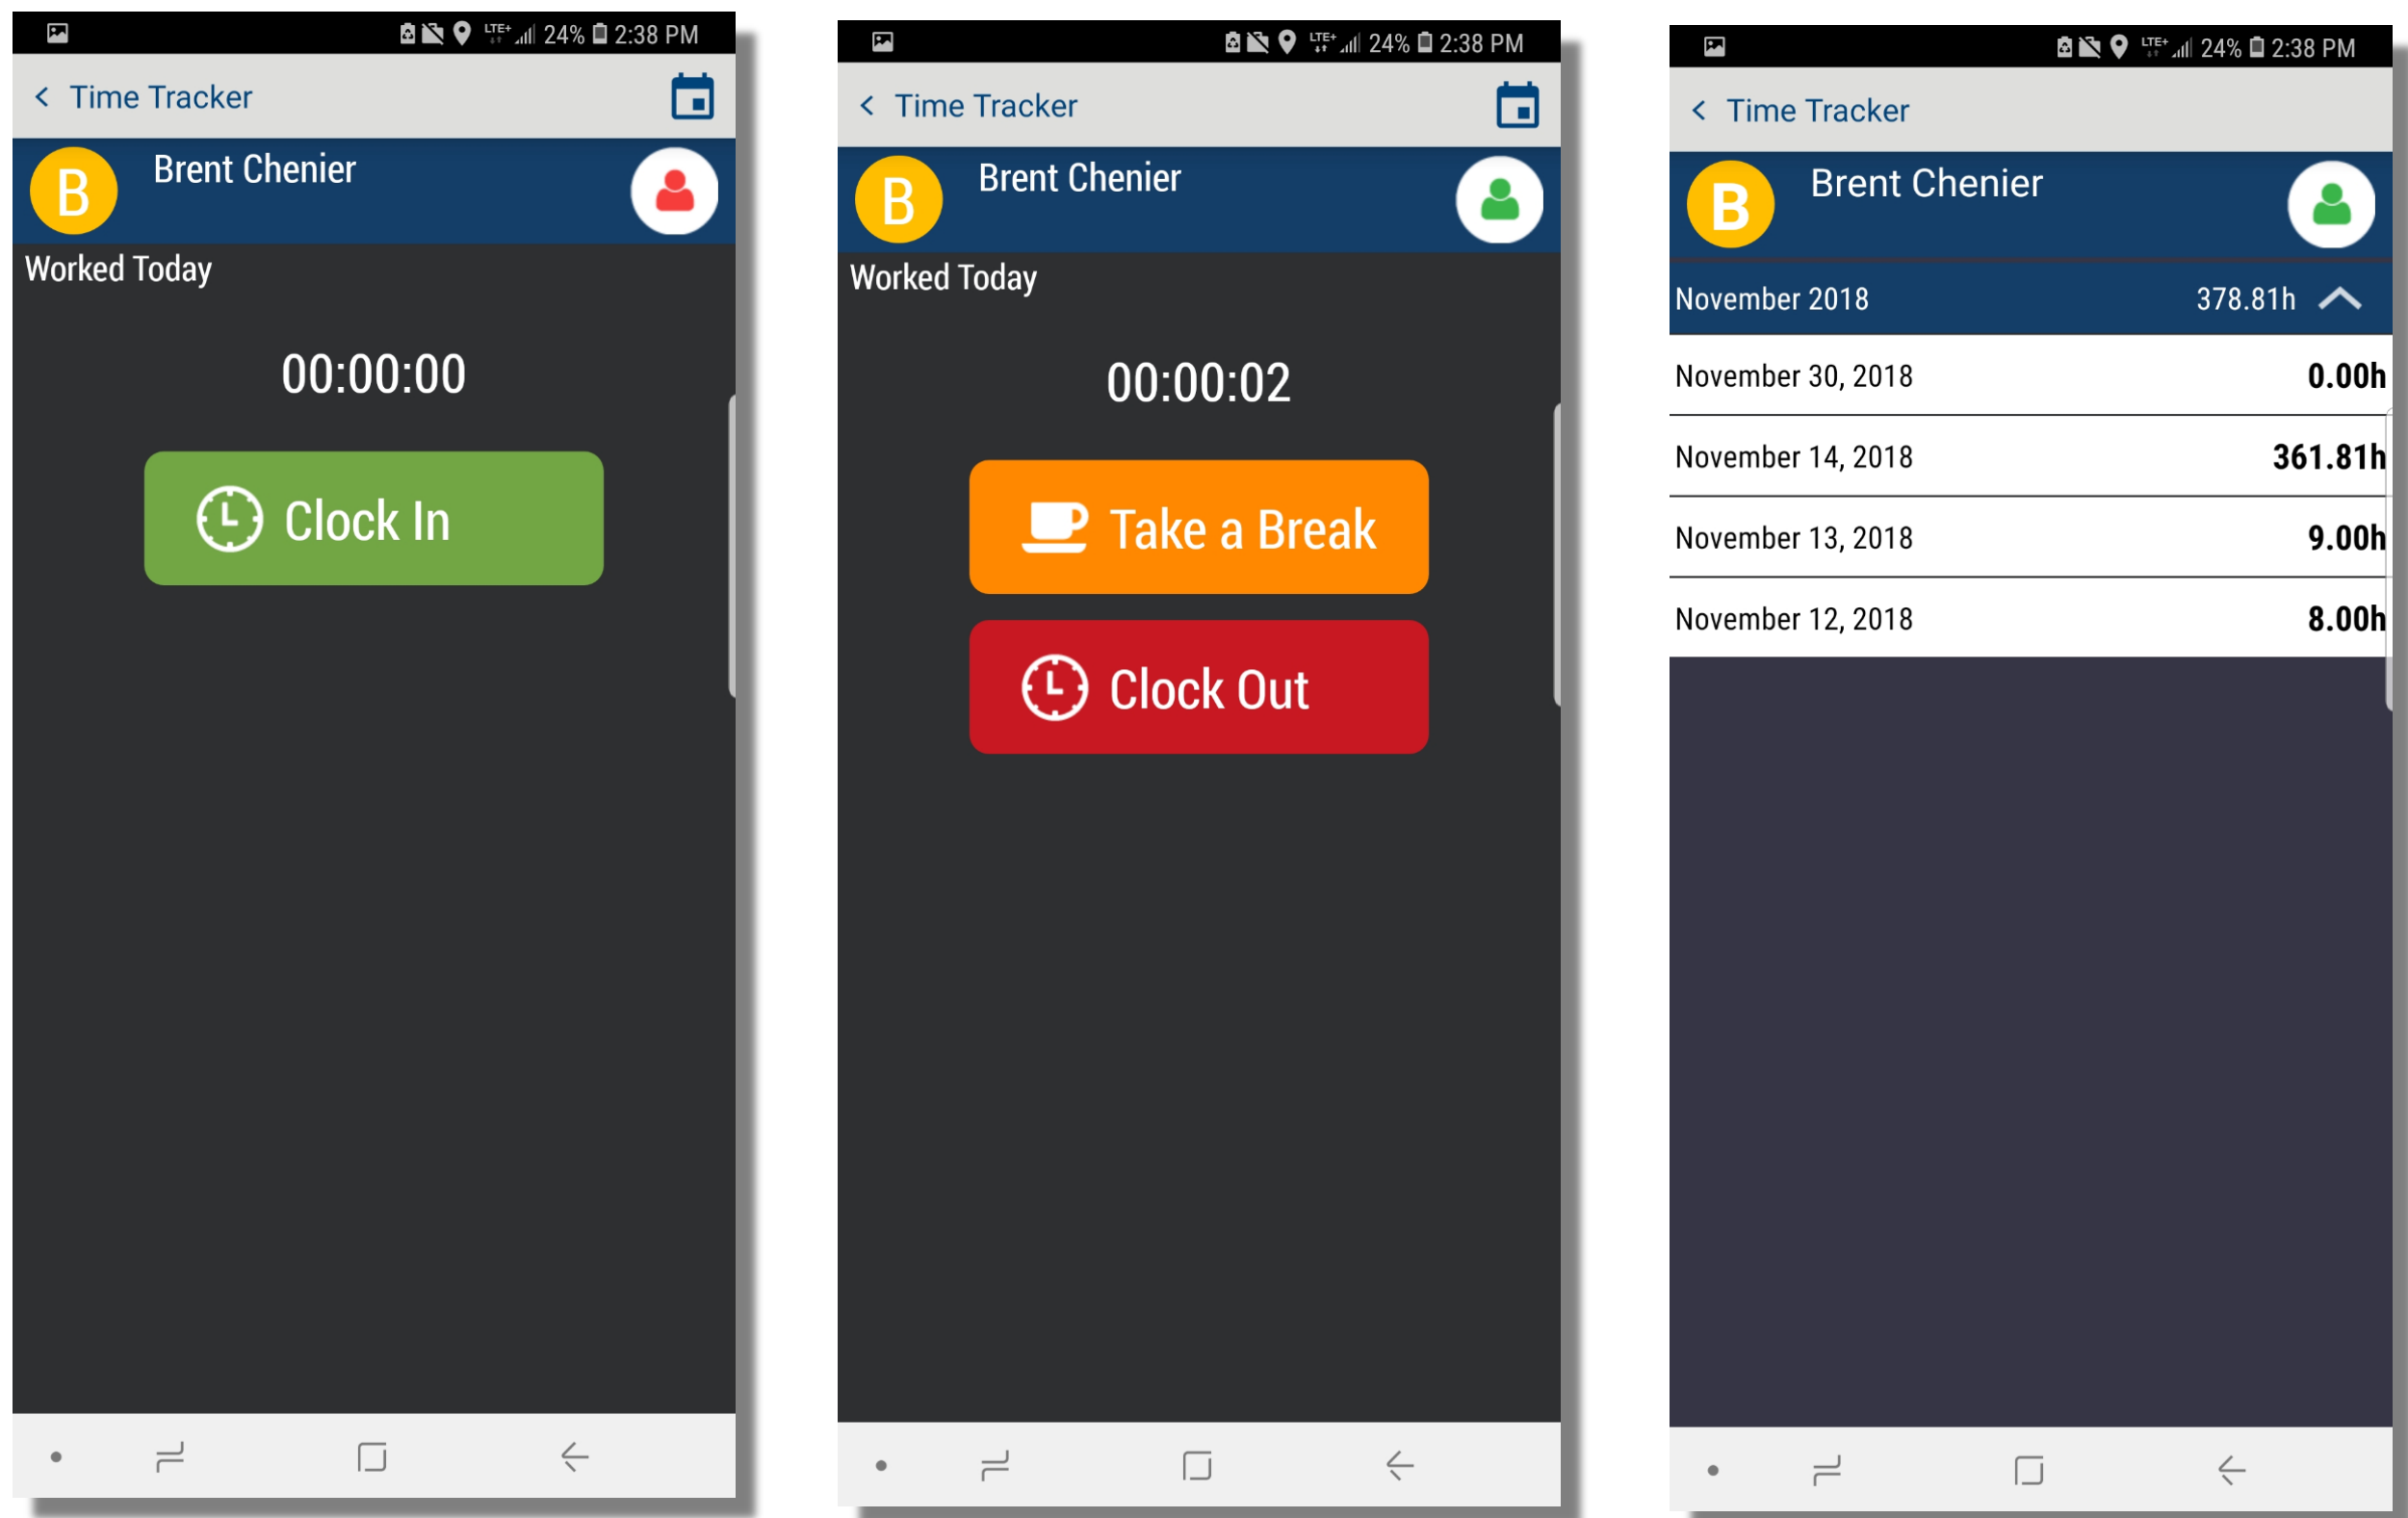 LTE+ 24% 2:38 PM
< Time Tracker
B Brent Chenier
Worked Today
00:00:00
Clock In
LTE+ 24% 2:38 PM
< Time Tracker
B Brent Chenier
Worked Today
00:00:02
Take a Break
Clock Out
LTE+ 24% 2:38 PM
< Time Tracker
B Brent Chenier
November 2018 378.81h
November 30, 2018 0.00h
November 14, 2018 361.81h
November 13, 2018 9.00h
November 12, 2018 8.00h